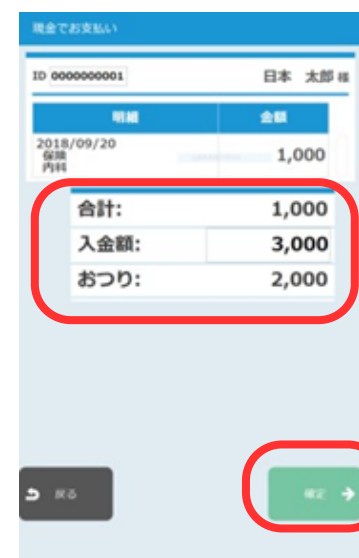 現金でお支払い
ID 0000000001 日本 太郎 様
明細 金額
2018/09/20
保険 1,000
内科
合計: 1,000
入金額: 3,000
おつり: 2,000
戻る 確定